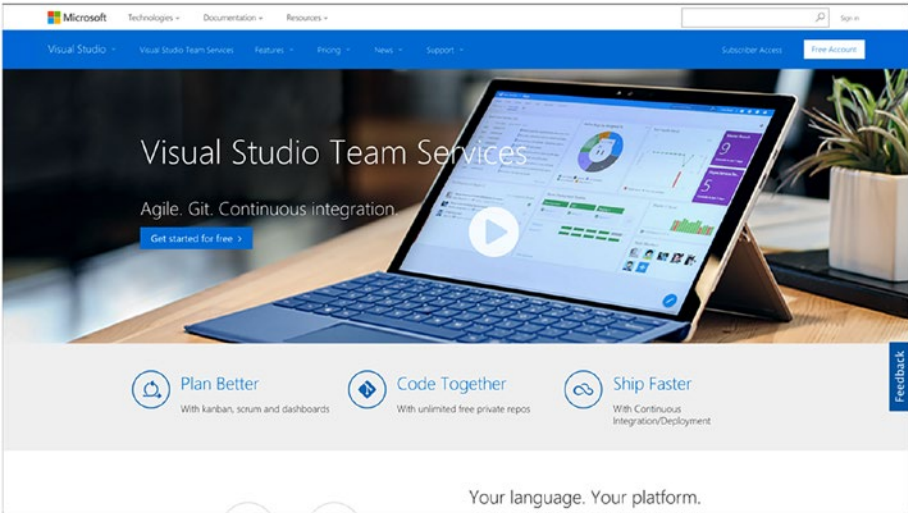 Microsoft Technologies Documentation Resources Sign in
Visual Studio Visual Studio Team Services Features Pricing News Support Subscriber Access Free Account
Visual Studio Team Services
Agile. Git. Continuous integration.
Get started for free >
9
5
Feedback
Plan Better
With kanban, scrum and dashboards
Code Together
With unlimited free private repos
Ship Faster
With Continuous
Integration/Deployment
Your language. Your platform.